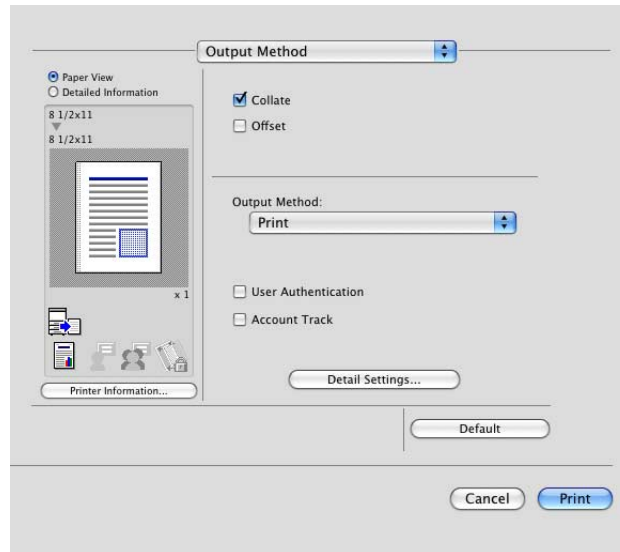 Output Method
Paper View
Detailed Information
8 1/2x11
8 1/2x11
x 1
Printer Information...
Collate
Offset
Output Method:
Print
User Authentication
Account Track
Detail Settings...
Default
Cancel
Print